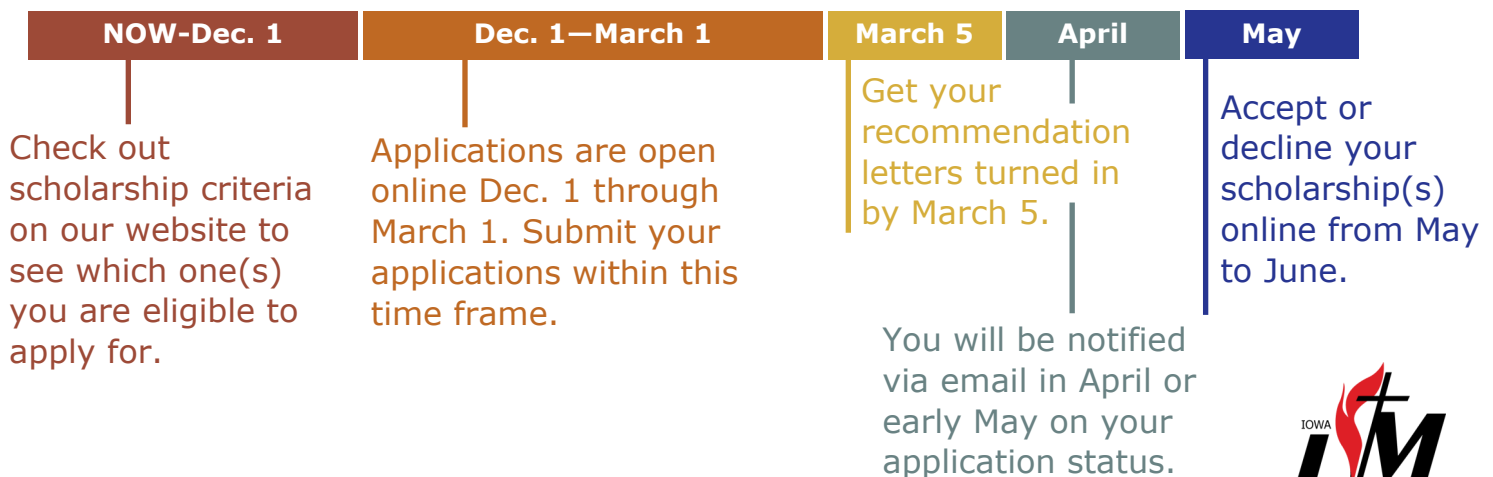 NOW-Dec. 1
Dec. 1—March 1
March 5
April
May
Check out
scholarship criteria
on our website to
see which one(s)
you are eligible to
apply for.
Applications are open
online Dec. 1 through
March 1. Submit your
applications within this
time frame.
Get your
recommendation
letters turned in
by March 5.
You will be notified
via email in April or
early May on your
application status.
Accept or
decline your
scholarship(s)
online from May
to June.
IOWA